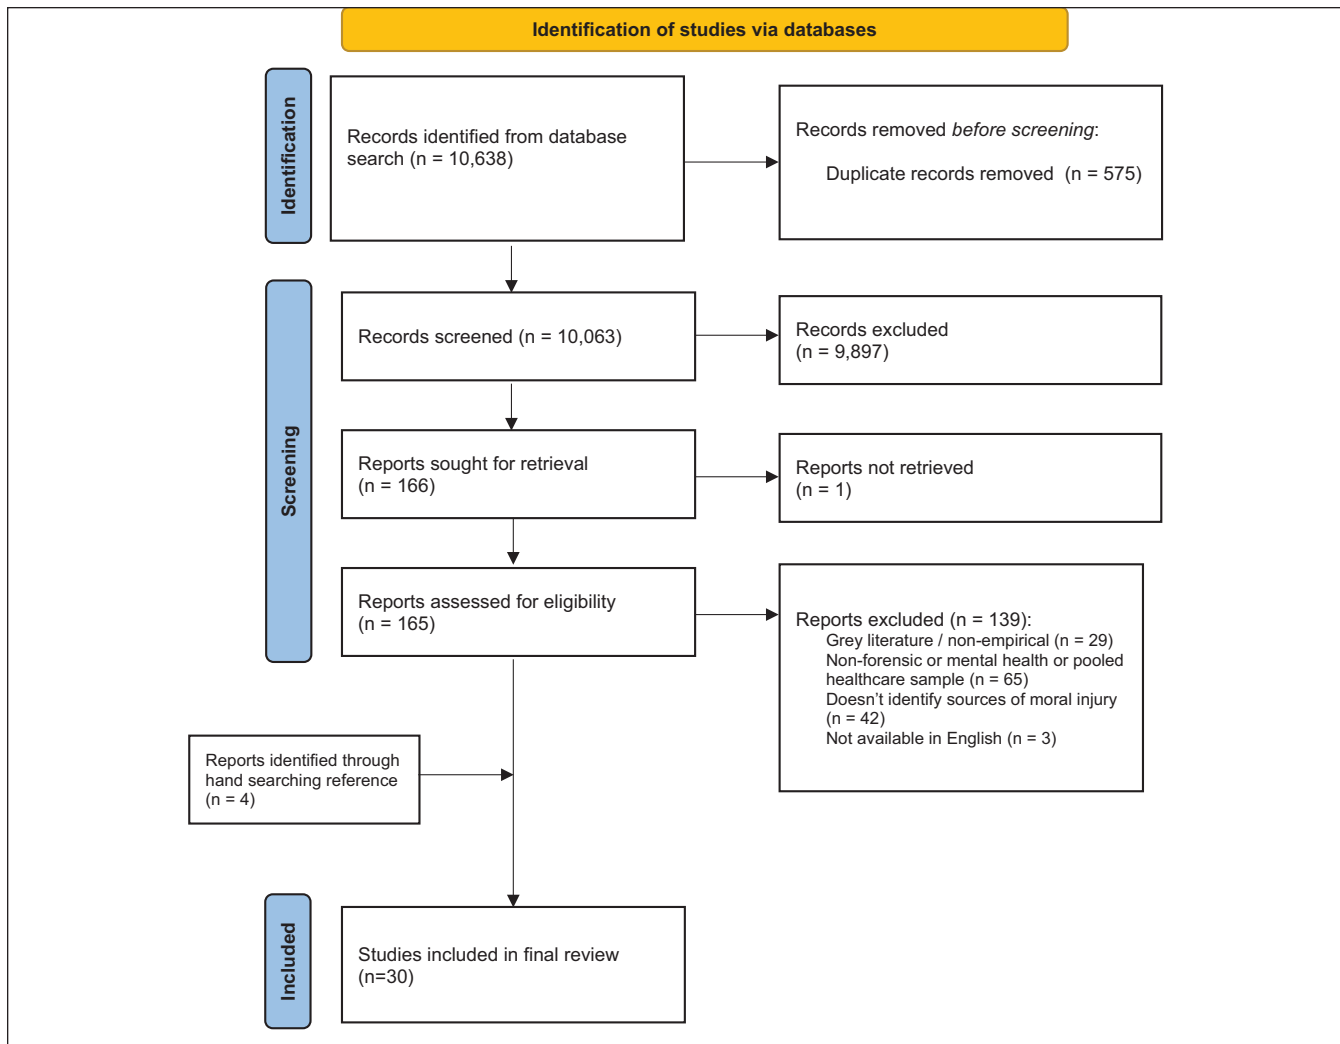 Identification of studies via databases
Identification
Records identified from database
search (n = 10,638)
Records removed before screening:
Duplicate records removed (n = 575)
Screening
Records screened (n = 10,063)
Records excluded
(n = 9,897)
Reports sought for retrieval
(n = 166)
Reports not retrieved
(n = 1)
Reports assessed for eligibility
(n = 165)
Reports excluded (n = 139):
Grey literature / non-empirical (n = 29)
Non-forensic or mental health or pooled
healthcare sample (n = 65)
Doesn't identify sources of moral injury
(n = 42)
Not available in English (n = 3)
Reports identified through
hand searching reference
(n = 4)
Included
Studies included in final review
(n=30)